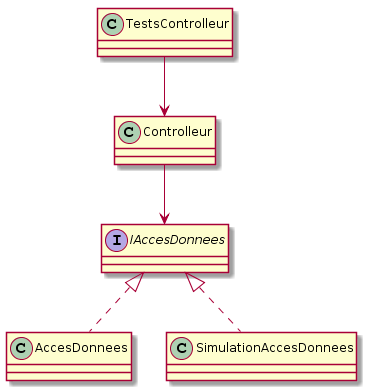 C TestsControlleur
C Controlleur
I IAccesDonnees
C AccesDonnees
C SimulationAccesDonnees